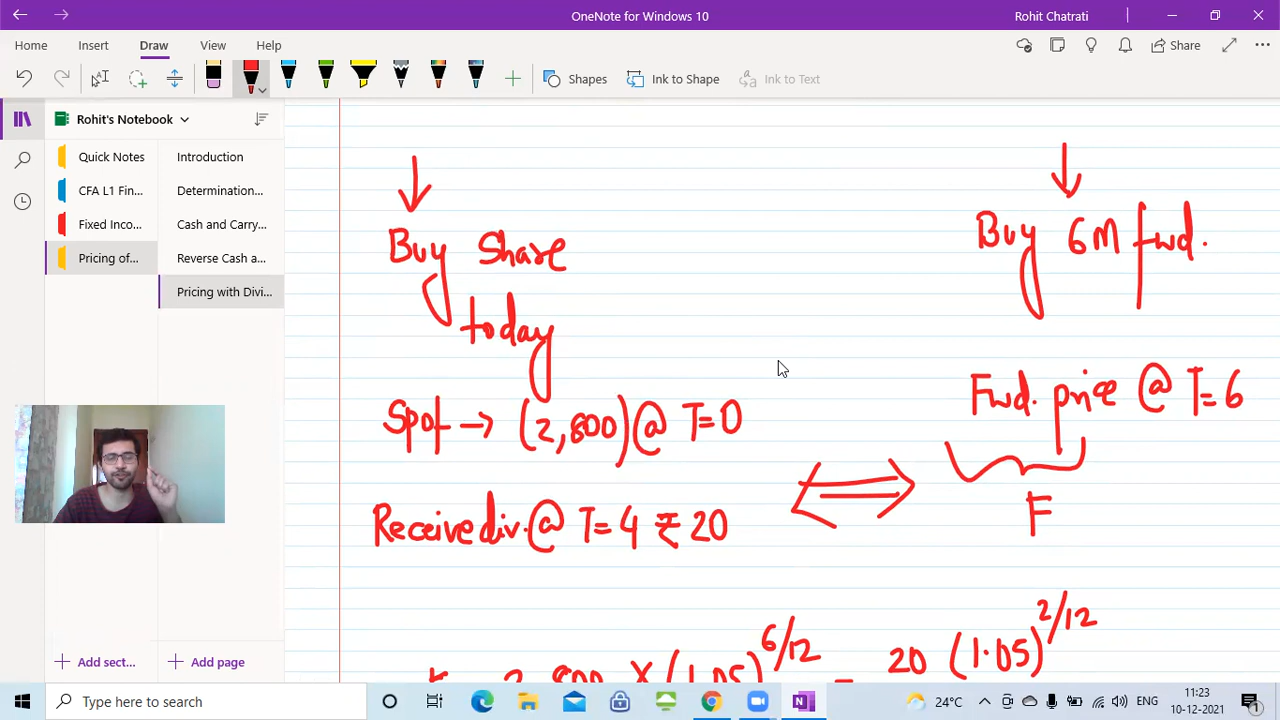 OneNote for Windows 10
Rohit Chatrati
Home Insert Draw View Help
Share
Shapes
Ink to Shape
Ink to Text
Rohit's Notebook
Quick Notes
CFA L1 Fin...
Fixed Inco...
Pricing of...
Introduction
Determination...
Cash and Carry...
Reverse Cash a...
Pricing with Divi...
Buy Share
today
Spot → (2,800) @ T=0
Receive div. @ T=4 ₹ 20
Buy 6M fwd.
Fwd. price @ T=6
F
2,800 X (1.05)^6/12 = 20 (1.05)^2/12
Add sect...
Add page
Type here to search
24°C
11:23
10-12-2021